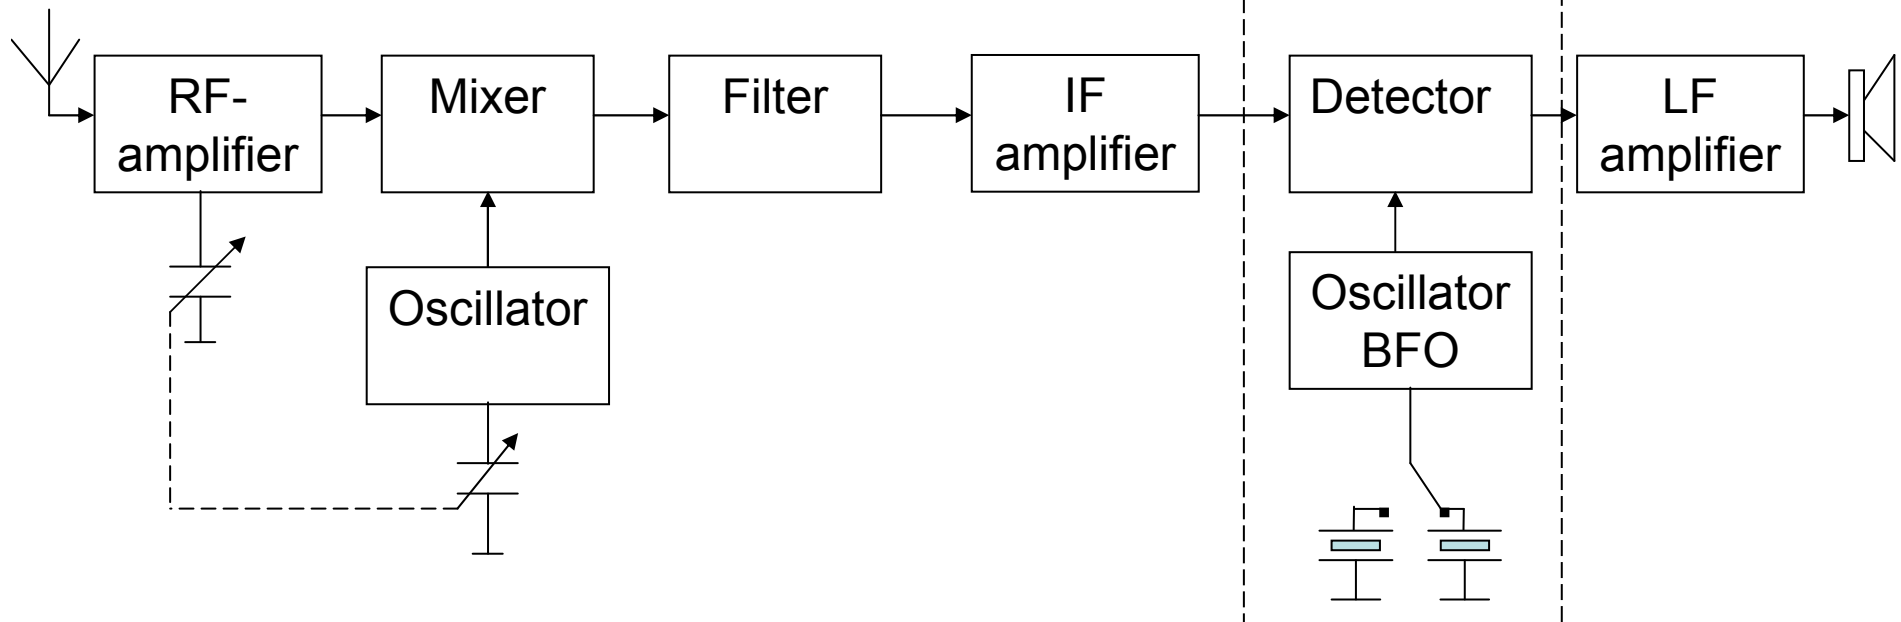 RF-
amplifier
Mixer
Filter
IF
amplifier
Detector
LF
amplifier
Oscillator
Oscillator
BFO